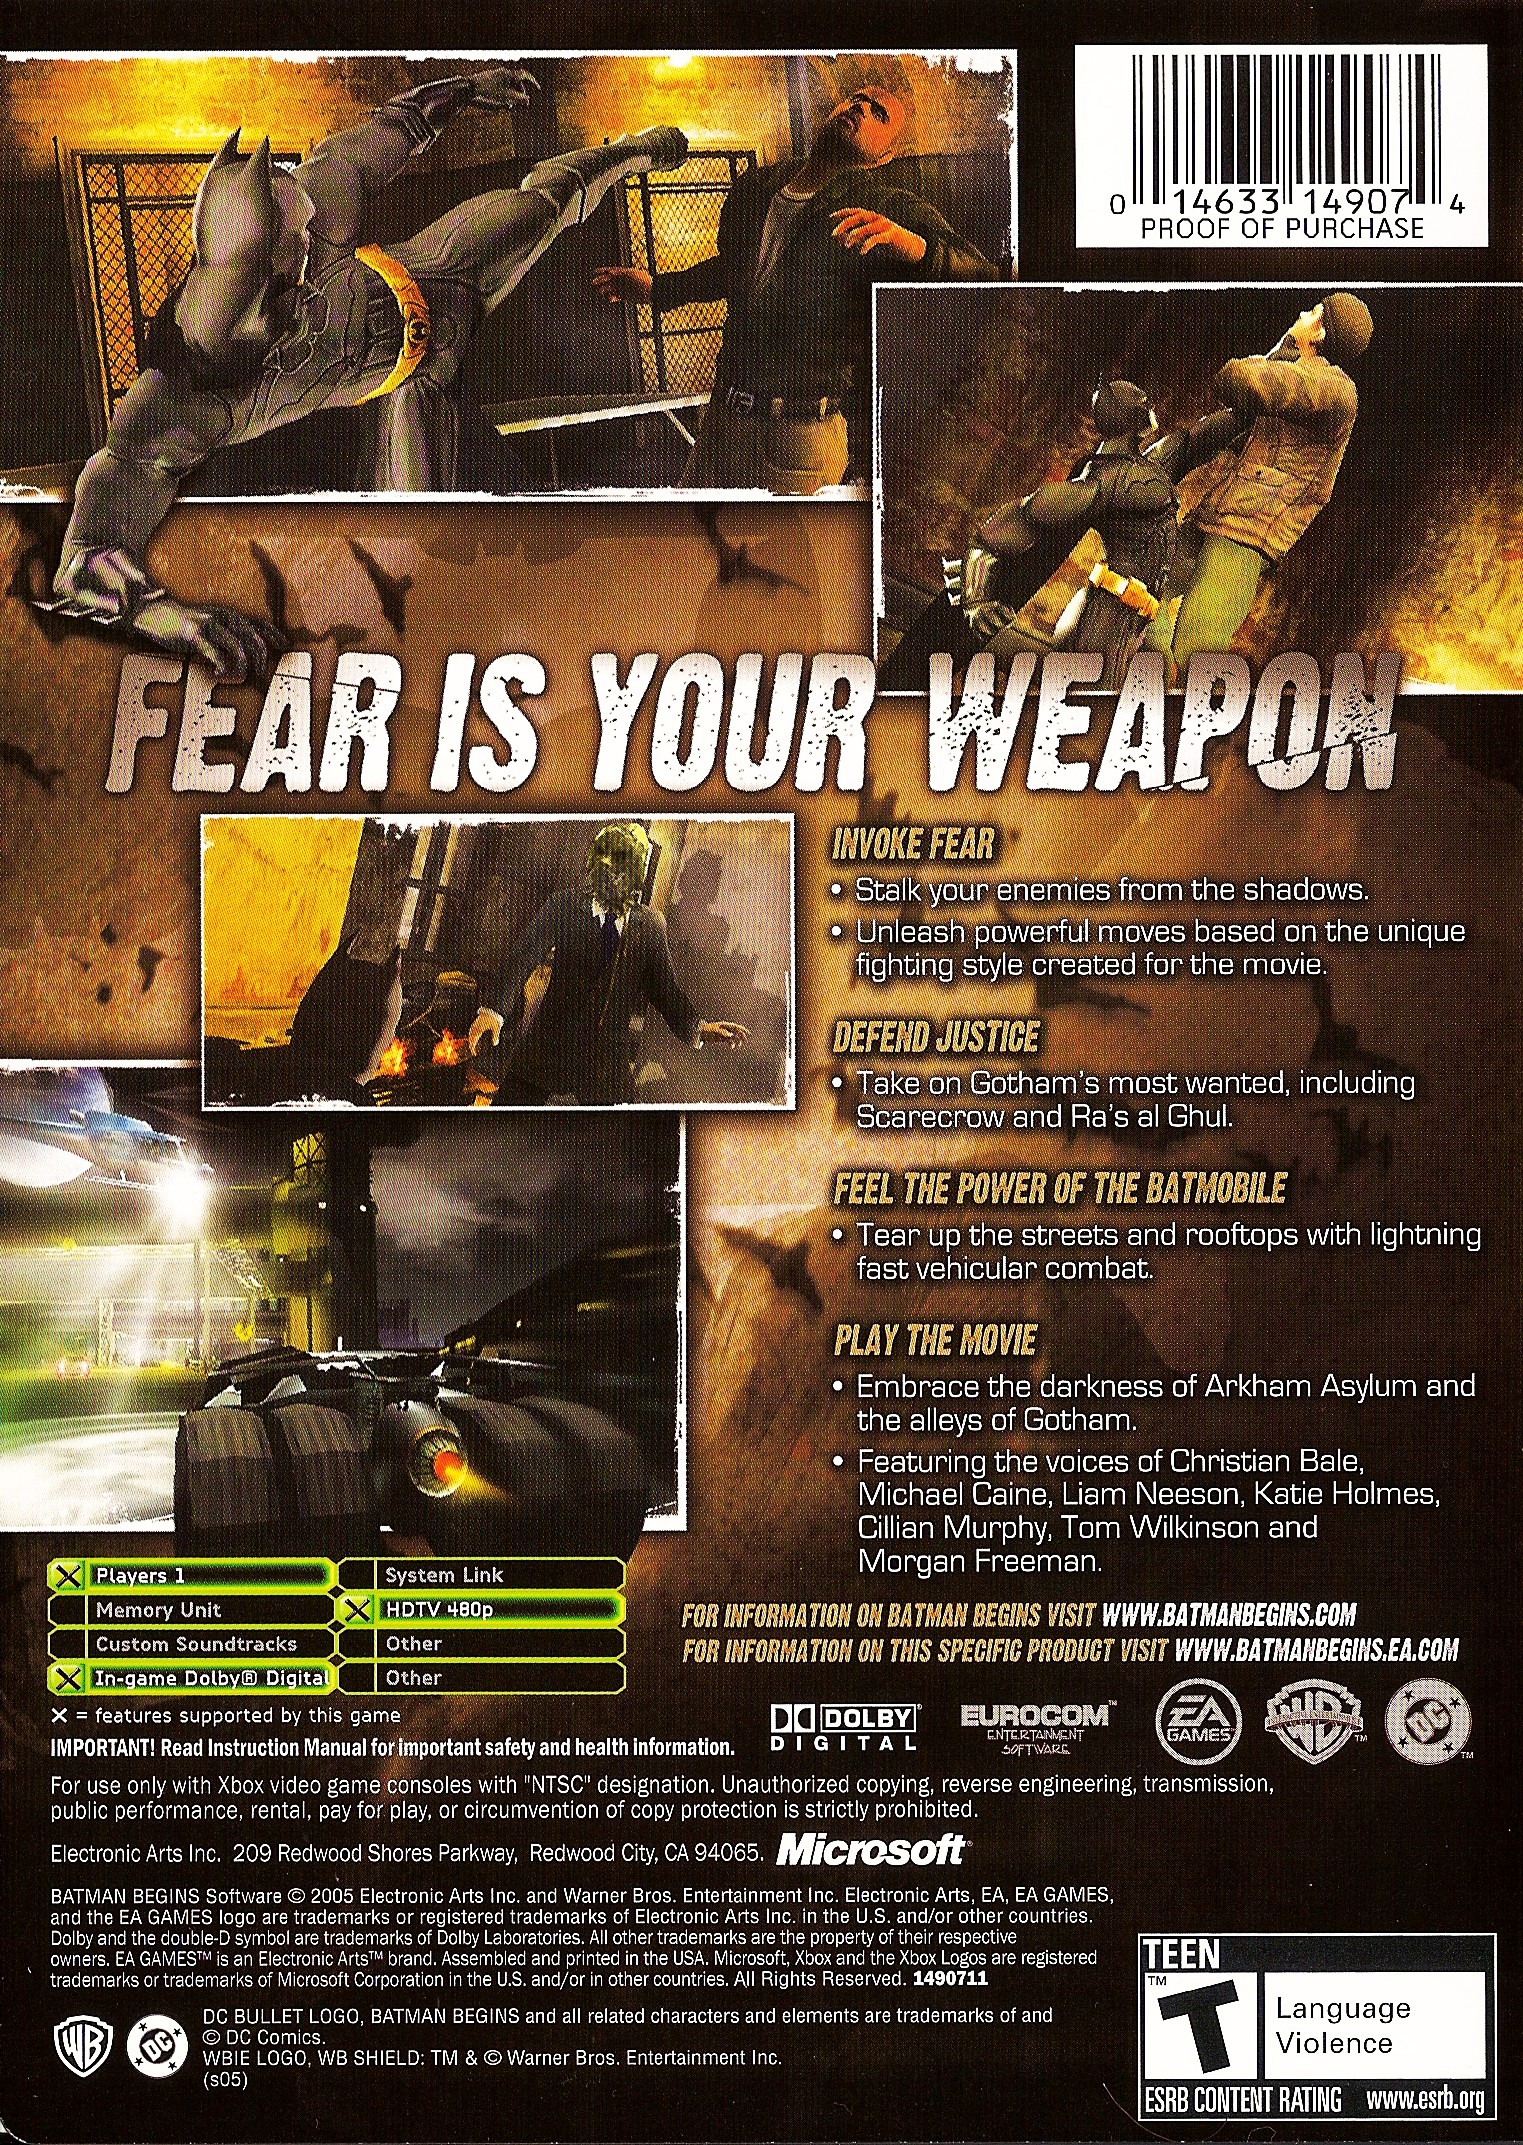 0 14633 14907 4
PROOF OF PURCHASE
FEAR IS YOUR WEAPON
INVOKE FEAR
• Stalk your enemies from the shadows.
• Unleash powerful moves based on the unique
fighting style created for the movie.
DEFEND JUSTICE
• Take on Gotham's most wanted, including
Scarecrow and Ra's al Ghul.
FEEL THE POWER OF THE BATMOBILE
• Tear up the streets and rooftops with lightning
fast vehicular combat.
PLAY THE MOVIE
• Embrace the darkness of Arkham Asylum and
the alleys of Gotham.
• Featuring the voices of Christian Bale,
Michael Caine, Liam Neeson, Katie Holmes,
Cillian Murphy, Tom Wilkinson and
Morgan Freeman.
X Players 1
System Link
Memory Unit
X HDTV 480p
Custom Soundtracks
Other
X In-game Dolby® Digital
Other
X = features supported by this game
FOR INFORMATION ON BATMAN BEGINS VISIT WWW.BATMANBEGINS.COM
FOR INFORMATION ON THIS SPECIFIC PRODUCT VISIT WWW.BATMANBEGINS.EA.COM
DOLBY®
DIGITAL
EUROCOM™
ENTERTAINMENT
SOFTWARE
EA
GAMES™
WB™
DC™
IMPORTANT! Read Instruction Manual for important safety and health information.
For use only with Xbox video game consoles with "NTSC" designation. Unauthorized copying, reverse engineering, transmission,
public performance, rental, pay for play, or circumvention of copy protection is strictly prohibited.
Electronic Arts Inc. 209 Redwood Shores Parkway, Redwood City, CA 94065. Microsoft®
BATMAN BEGINS Software © 2005 Electronic Arts Inc. and Warner Bros. Entertainment Inc. Electronic Arts, EA, EA GAMES,
and the EA GAMES logo are trademarks or registered trademarks of Electronic Arts Inc. in the U.S. and/or other countries.
Dolby and the double-D symbol are trademarks of Dolby Laboratories. All other trademarks are the property of their respective
owners. EA GAMES™ is an Electronic Arts™ brand. Assembled and printed in the USA. Microsoft, Xbox and the Xbox Logos are registered
trademarks or trademarks of Microsoft Corporation in the U.S. and/or in other countries. All Rights Reserved. 1490711
WB
DC
DC BULLET LOGO, BATMAN BEGINS and all related characters and elements are trademarks of and
© DC Comics.
WBIE LOGO, WB SHIELD: TM & © Warner Bros. Entertainment Inc.
(s05)
TEEN
™
T
Language
Violence
ESRB CONTENT RATING www.esrb.org